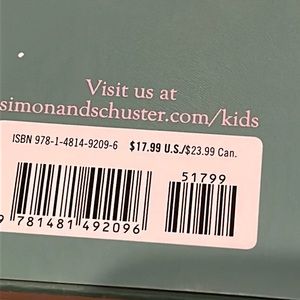 Visit us at
simonandschuster.com/kids
ISBN 978-1-4814-9209-6 $17.99 U.S./$23.99 Can.
51799
9 781481 492096